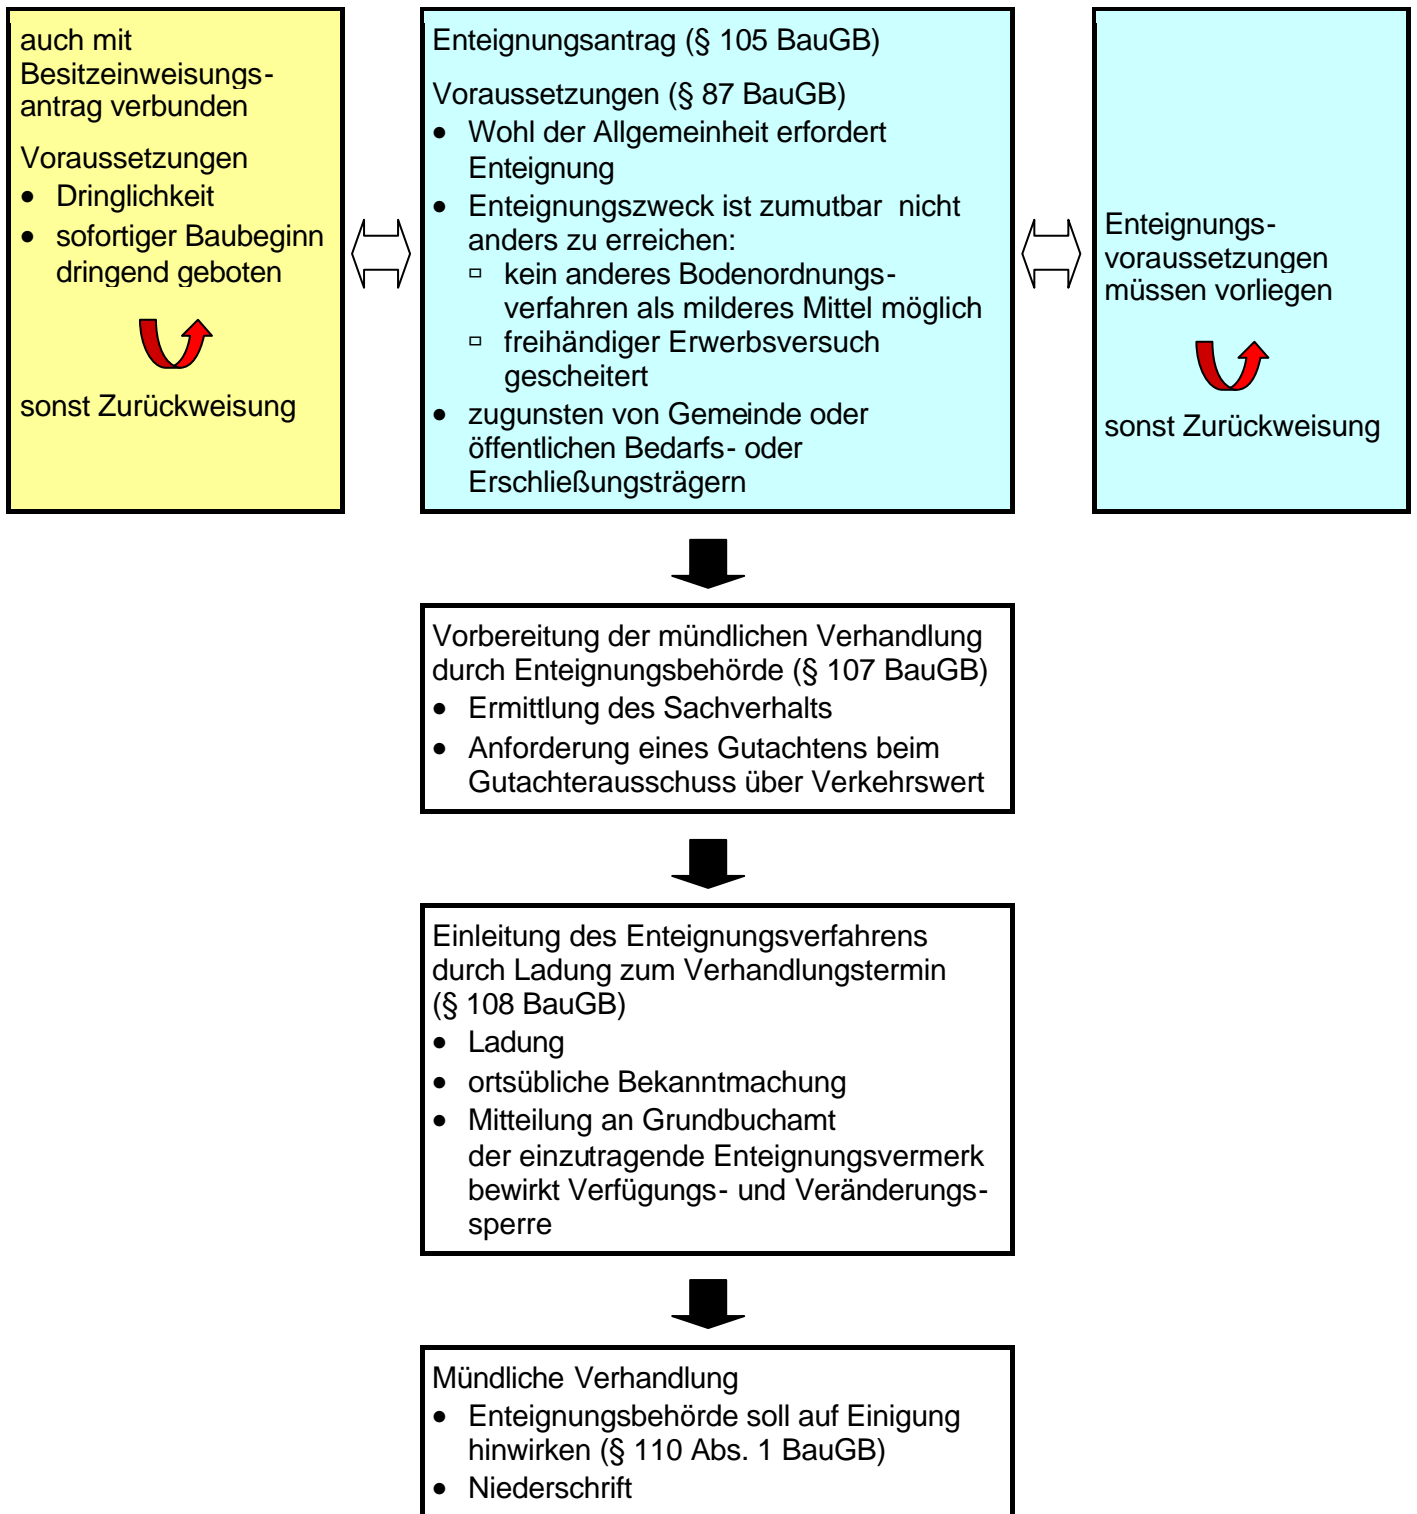 auch mit
Besitzeinweisungs-
antrag verbunden
Voraussetzungen
• Dringlichkeit
• sofortiger Baubeginn
dringend geboten
sonst Zurückweisung
Enteignungsantrag (§ 105 BauGB)
Voraussetzungen (§ 87 BauGB)
• Wohl der Allgemeinheit erfordert
Enteignung
• Enteignungszweck ist zumutbar nicht
anders zu erreichen:
▫ kein anderes Bodenordnungs-
verfahren als milderes Mittel möglich
▫ freihändiger Erwerbsversuch
gescheitert
• zugunsten von Gemeinde oder
öffentlichen Bedarfs- oder
Erschließungsträgern
Enteignungs-
voraussetzungen
müssen vorliegen
sonst Zurückweisung
Vorbereitung der mündlichen Verhandlung
durch Enteignungsbehörde (§ 107 BauGB)
• Ermittlung des Sachverhalts
• Anforderung eines Gutachtens beim
Gutachterausschuss über Verkehrswert
Einleitung des Enteignungsverfahrens
durch Ladung zum Verhandlungstermin
(§ 108 BauGB)
• Ladung
• ortsübliche Bekanntmachung
• Mitteilung an Grundbuchamt
der einzutragende Enteignungsvermerk
bewirkt Verfügungs- und Veränderungs-
sperre
Mündliche Verhandlung
• Enteignungsbehörde soll auf Einigung
hinwirken (§ 110 Abs. 1 BauGB)
• Niederschrift